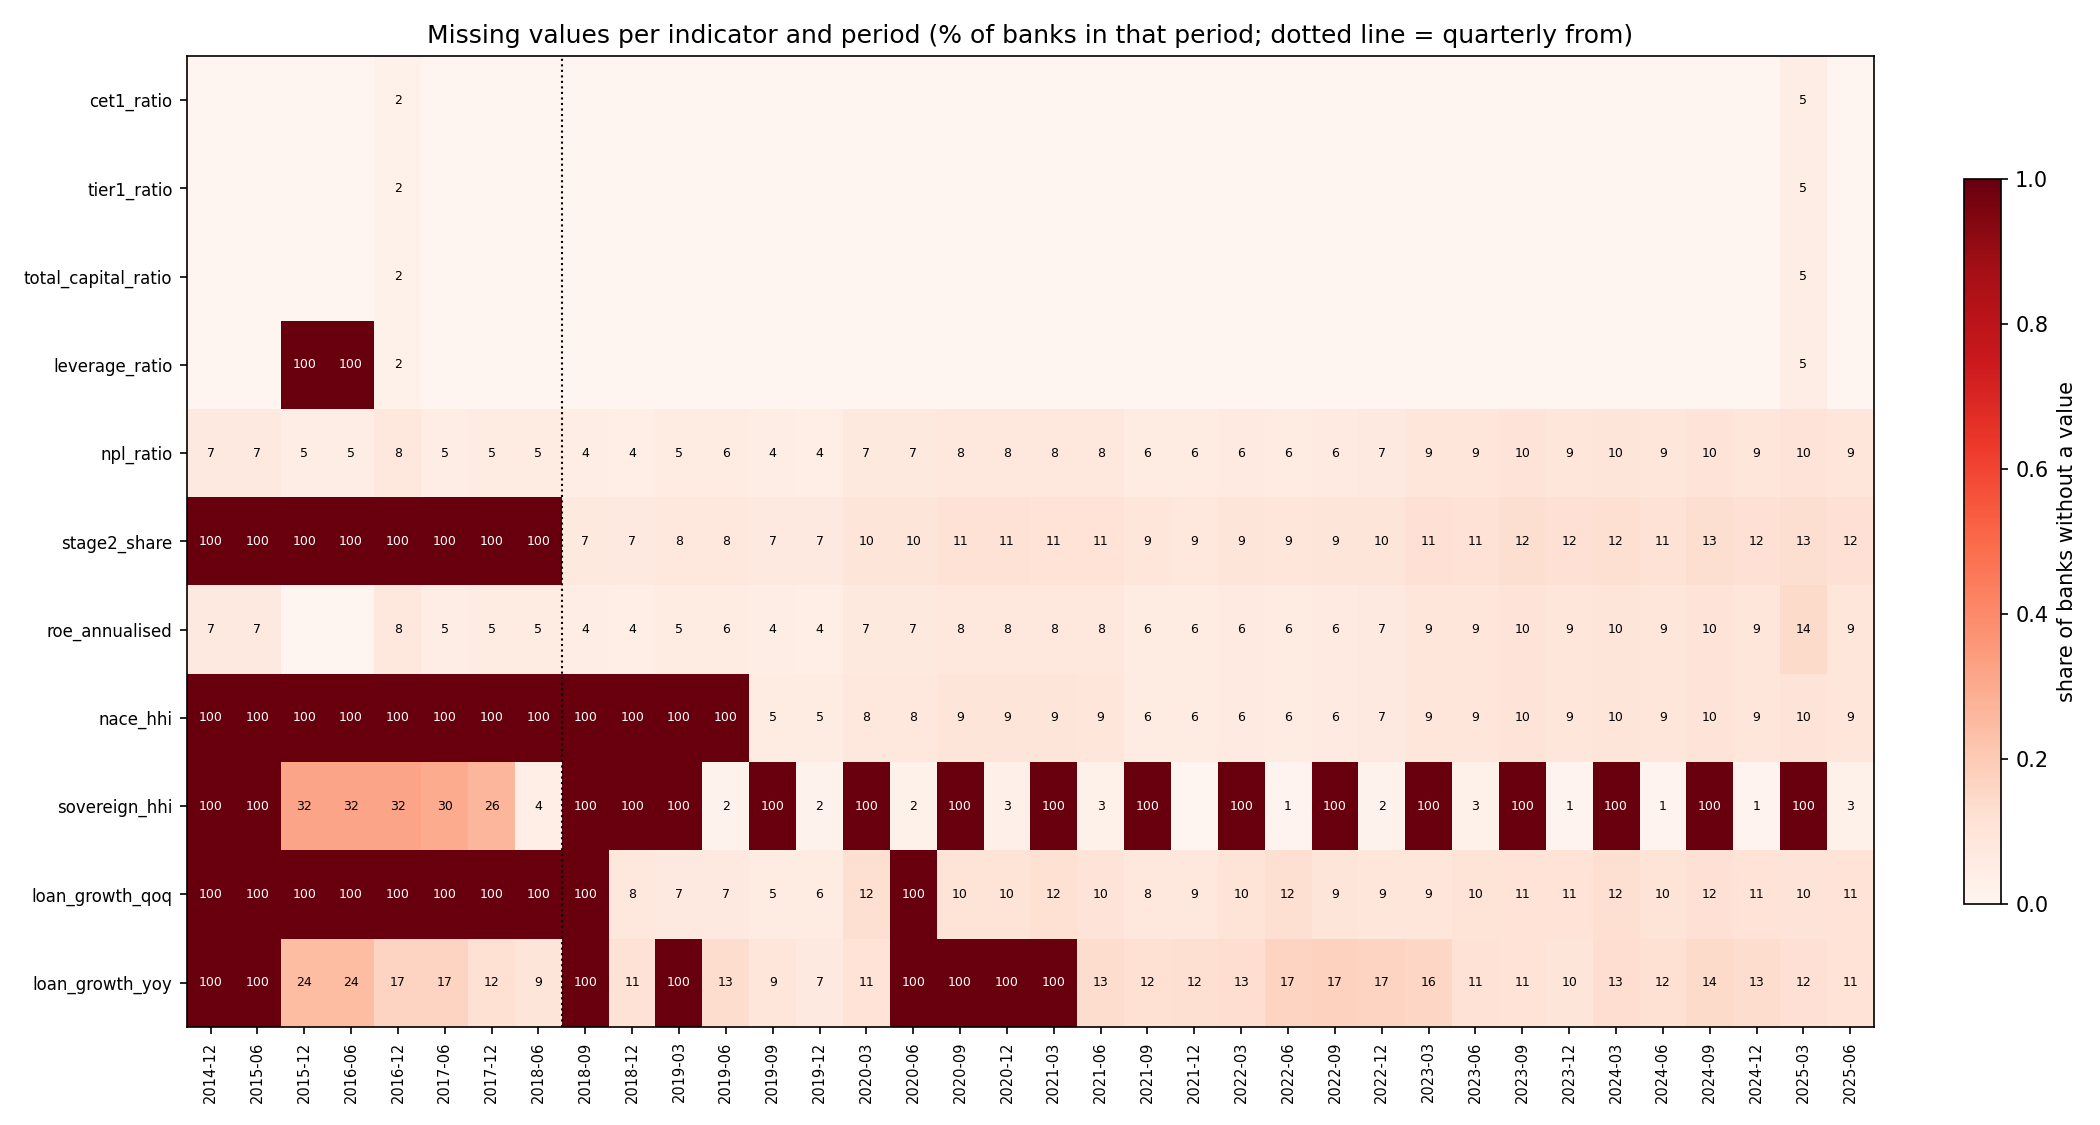 Missing values per indicator and period (% of banks in that period; dotted line = quarterly from)
cet1_ratio 2 5
tier1_ratio 2 5
total_capital_ratio 2 5
leverage_ratio 100 100 2 5
npl_ratio 7 7 5 5 8 5 5 5 4 4 5 6 4 4 7 7 8 8 8 8 6 6 6 6 6 7 9 9 10 9 10 9 10 9 10 9
stage2_share 100 100 100 100 100 100 100 100 7 7 8 8 7 7 10 10 11 11 11 11 9 9 9 9 9 10 11 11 12 12 12 11 13 12 13 12
roe_annualised 7 7 8 5 5 5 4 4 5 6 4 4 7 7 8 8 8 8 6 6 6 6 6 7 9 9 10 9 10 9 10 9 14 9
nace_hhi 100 100 100 100 100 100 100 100 100 100 100 100 5 5 8 8 9 9 9 9 6 6 6 6 6 7 9 9 10 9 10 9 10 9 10 9
sovereign_hhi 100 100 32 32 32 30 26 4 100 100 100 2 100 2 100 2 100 3 100 3 100 100 1 100 2 100 3 100 1 100 1 100 1 100 3
loan_growth_qoq 100 100 100 100 100 100 100 100 100 8 7 7 5 6 12 100 10 10 12 10 8 9 10 12 9 9 9 10 11 11 12 10 12 11 10 11
loan_growth_yoy 100 100 24 24 17 17 12 9 100 11 100 13 9 7 11 100 100 100 100 13 12 12 13 17 17 17 16 11 11 10 13 12 14 13 12 11
2014-12 2015-06 2015-12 2016-06 2016-12 2017-06 2017-12 2018-06 2018-09 2018-12 2019-03 2019-06 2019-09 2019-12 2020-03 2020-06 2020-09 2020-12 2021-03 2021-06 2021-09 2021-12 2022-03 2022-06 2022-09 2022-12 2023-03 2023-06 2023-09 2023-12 2024-03 2024-06 2024-09 2024-12 2025-03 2025-06
1.0
0.8
0.6
0.4
0.2
0.0
share of banks without a value